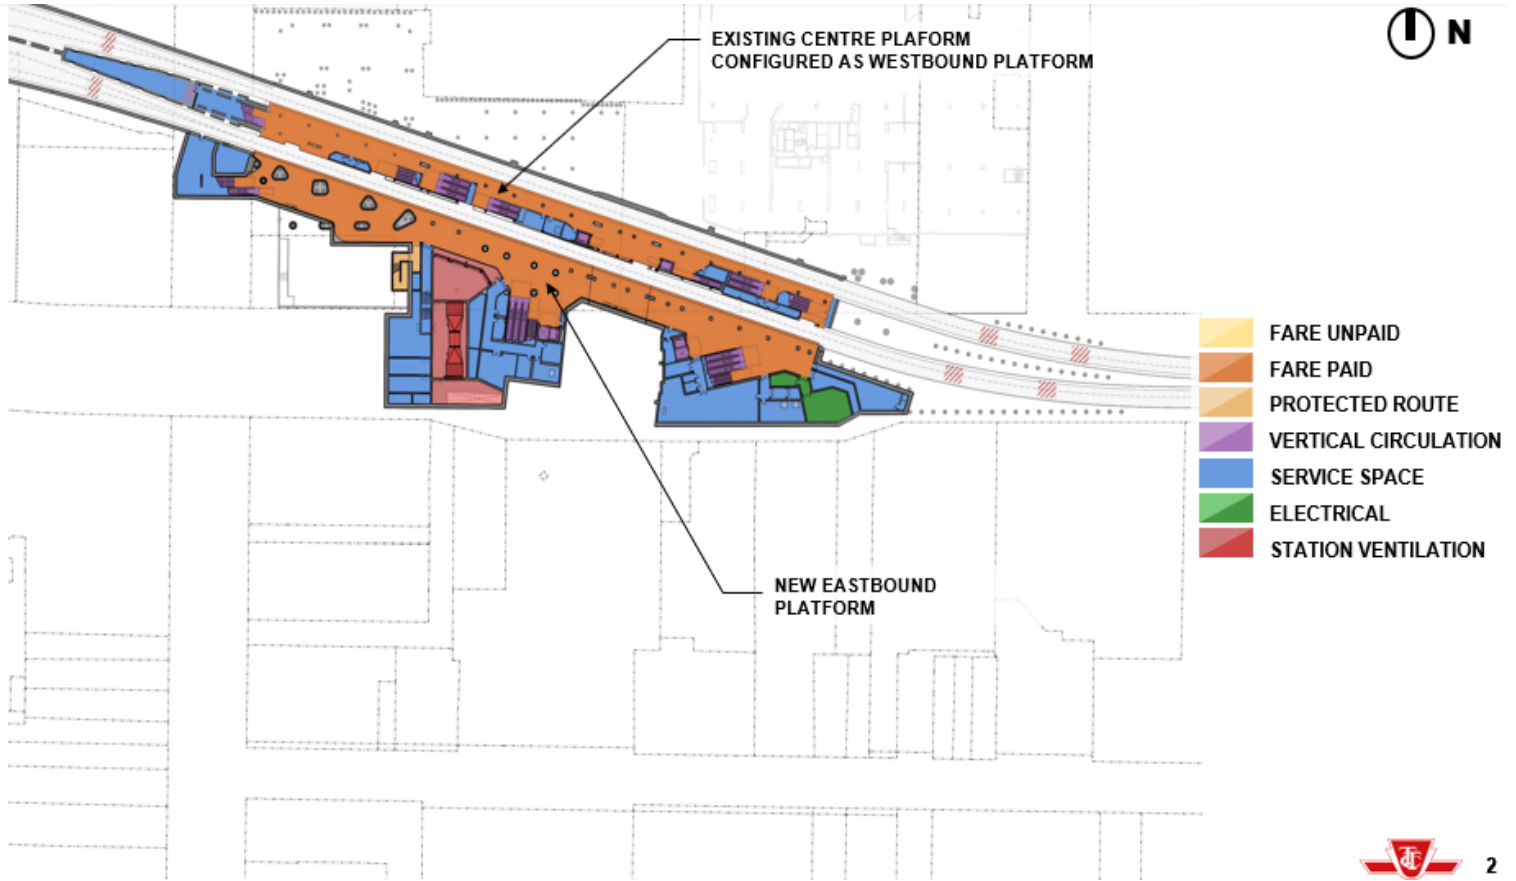 EXISTING CENTRE PLAFORM
CONFIGURED AS WESTBOUND PLATFORM
N
FARE UNPAID
FARE PAID
PROTECTED ROUTE
VERTICAL CIRCULATION
SERVICE SPACE
ELECTRICAL
STATION VENTILATION
NEW EASTBOUND
PLATFORM
TTC
2